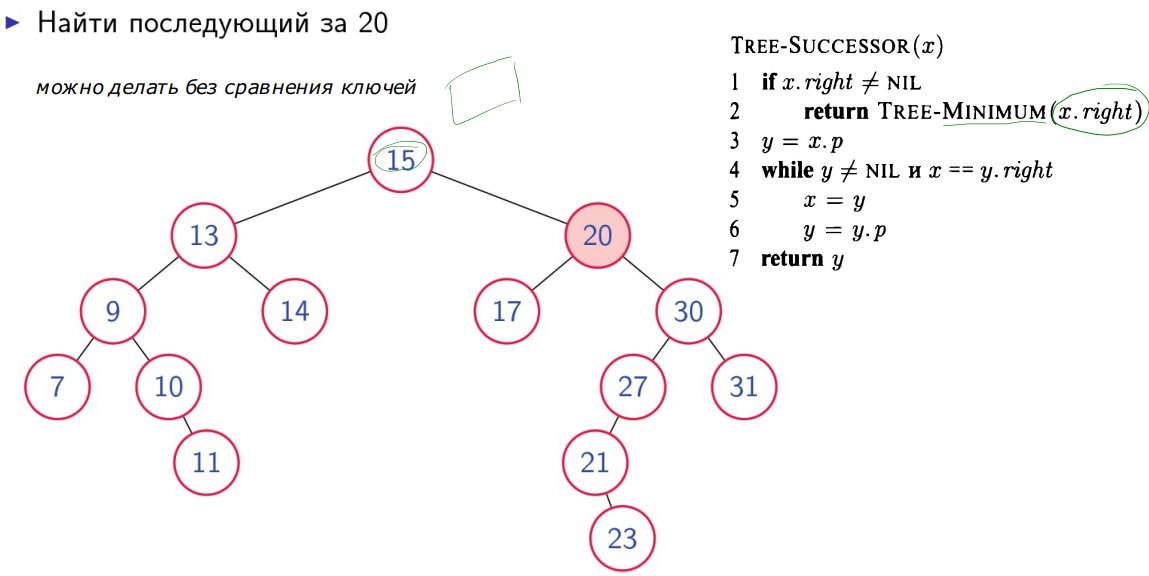 ► Найти последующий за 20
можно делать без сравнения ключей
TREE-SUCCESSOR(x)
1 if x.right ≠ NIL
2 return TREE-MINIMUM(x.right)
3 y = x.p
4 while y ≠ NIL и x == y.right
5 x = y
6 y = y.p
7 return y
15
13 20
9 14 17 30
7 10 27 31
11 21
23